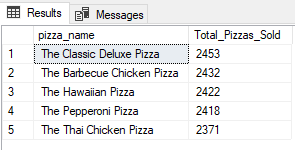 Results Messages
pizza_name Total_Pizzas_Sold
1 The Classic Deluxe Pizza 2453
2 The Barbecue Chicken Pizza 2432
3 The Hawaiian Pizza 2422
4 The Pepperoni Pizza 2418
5 The Thai Chicken Pizza 2371